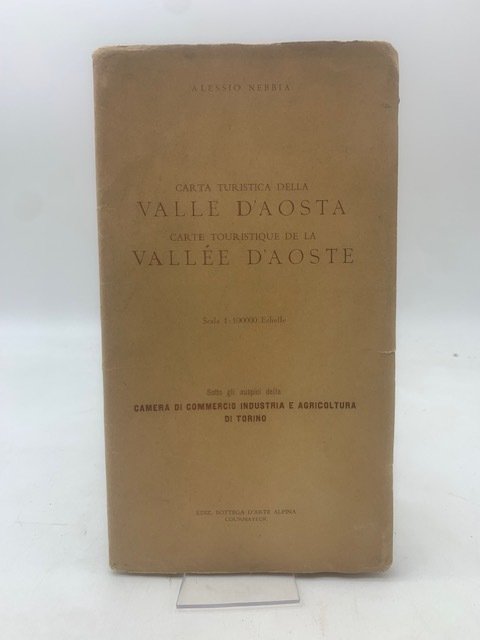 ALESSIO NEBBIA
CARTA TURISTICA DELLA
VALLE D'AOSTA
CARTE TOURISTIQUE DE LA
VALLÉE D'AOSTE
Scala 1-100000 Echelle
Sotto gli auspici della
CAMERA DI COMMERCIO INDUSTRIA E AGRICOLTURA
DI TORINO
EDIZ. BOTTEGA D'ARTE ALPINA
COURMAYEUR